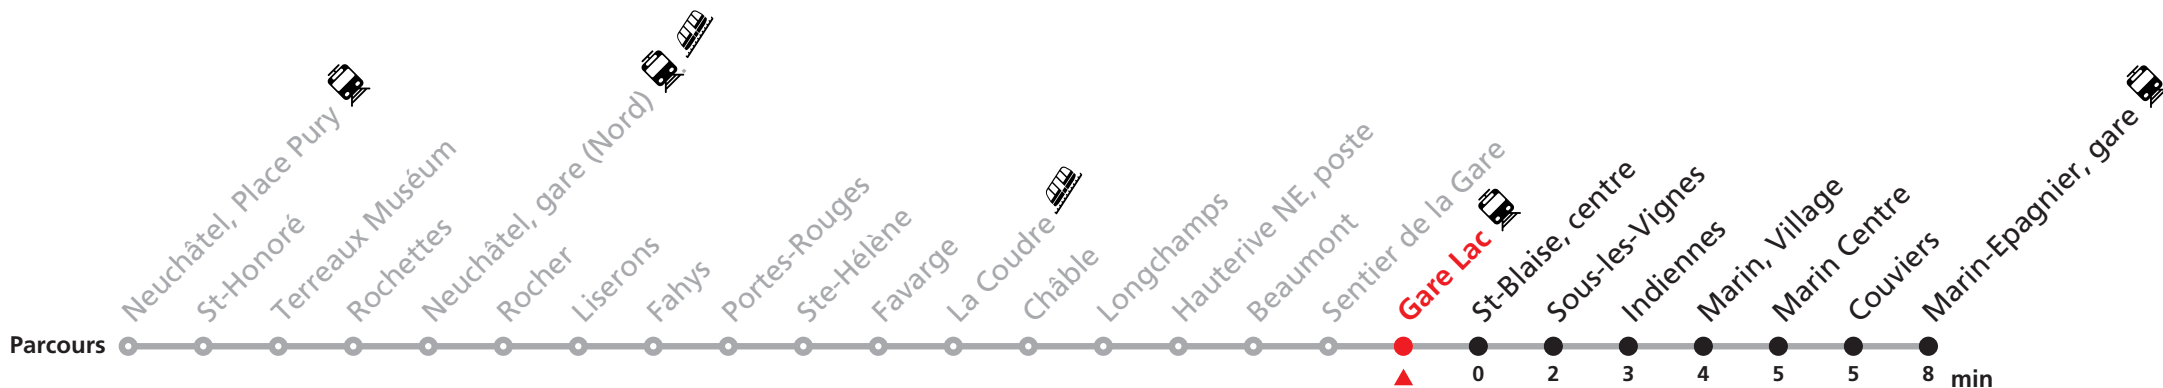 Neuchâtel, Place Pury
St-Honoré
Terreaux Muséum
Rochettes
Neuchâtel, gare (Nord)
Rocher
Liserons
Fahys
Portes-Rouges
Ste-Hélène
Favarge
La Coudre
Châble
Longchamps
Hauterive NE, poste
Beaumont
Sentier de la Gare
Gare Lac
St-Blaise, centre
Sous-les-Vignes
Indiennes
Marin, Village
Marin Centre
Couviers
Marin-Epagnier, gare
Parcours
0 2 3 4 5 5 8 min